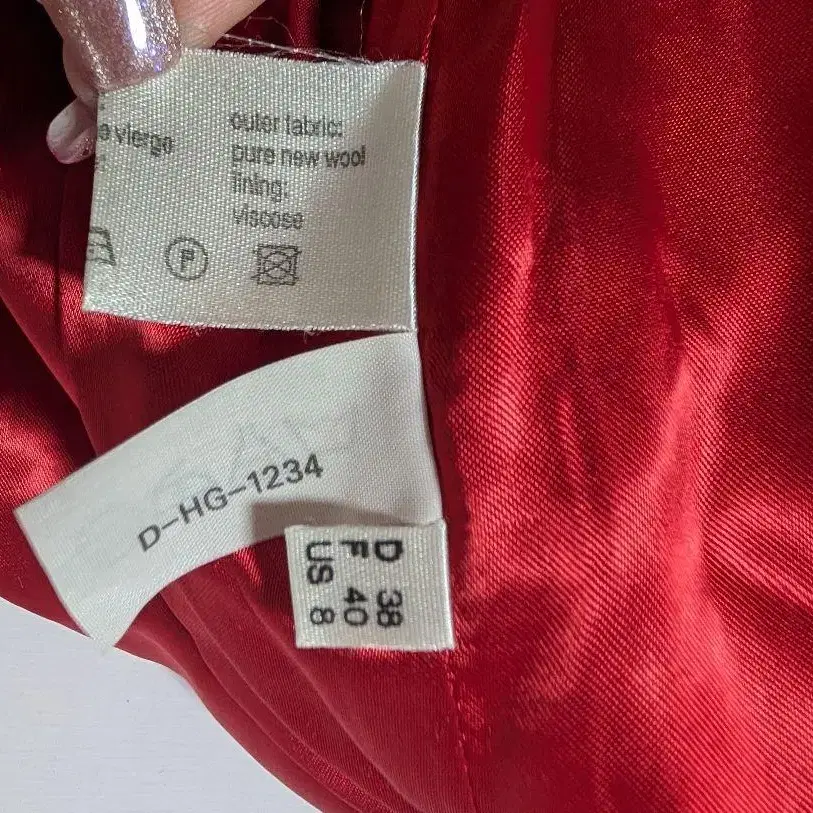 e vierge
outer fabric:
pure new wool
lining:
viscose
P
D-HG-1234
D 38
F 40
US 8